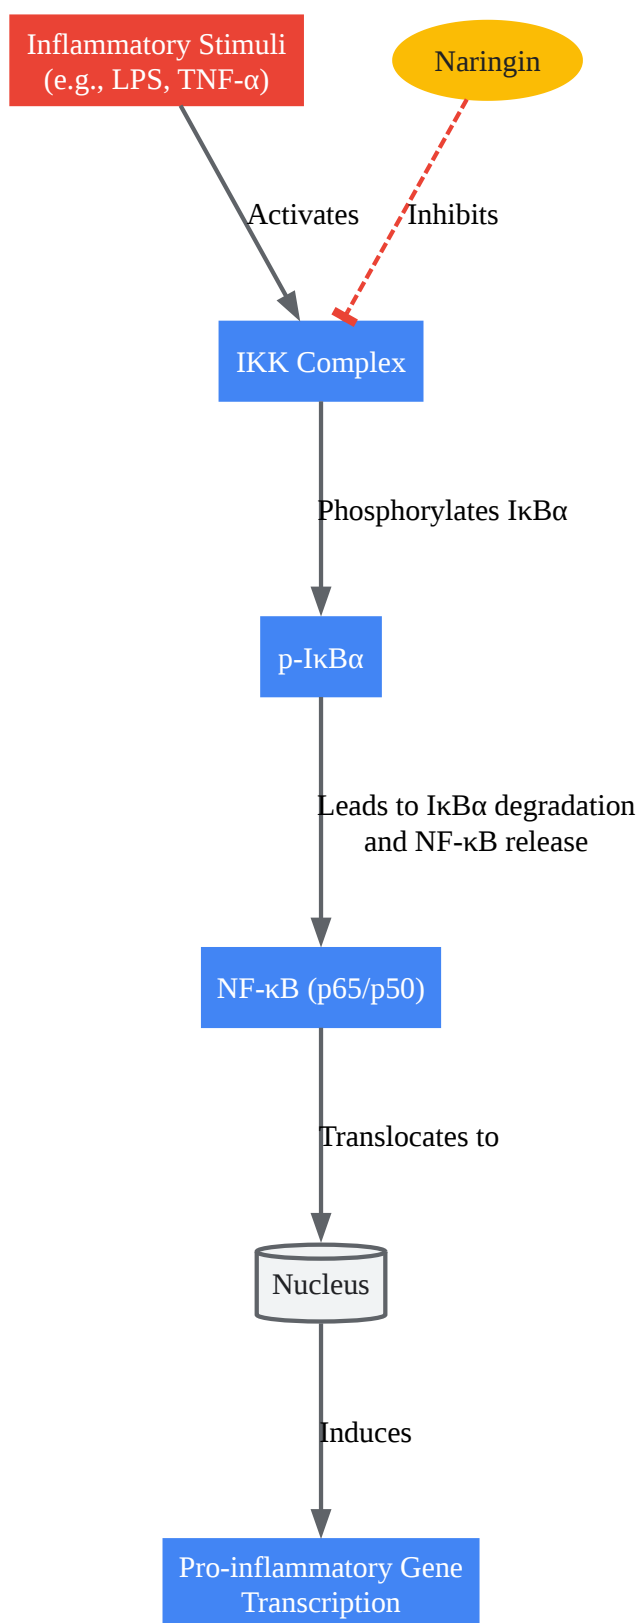 Inflammatory Stimuli
(e.g., LPS, TNF-α)
Naringin
Activates
Inhibits
IKK Complex
Phosphorylates IκBα
p-IκBα
Leads to IκBα degradation
and NF-κB release
NF-κB (p65/p50)
Translocates to
Nucleus
Induces
Pro-inflammatory Gene
Transcription